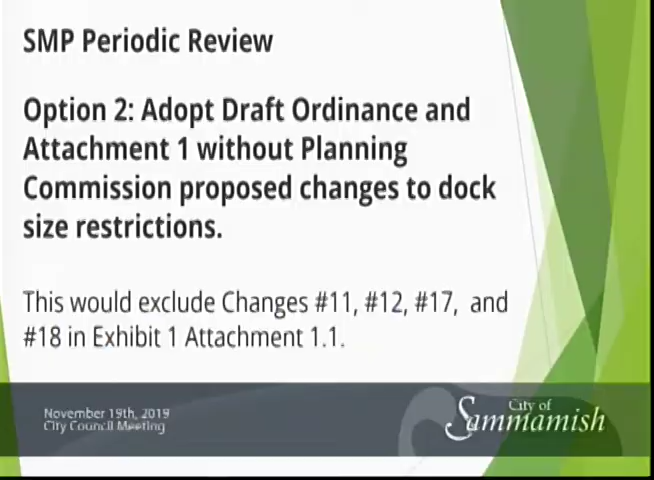 SMP Periodic Review
Option 2: Adopt Draft Ordinance and
Attachment 1 without Planning
Commission proposed changes to dock
size restrictions.
This would exclude Changes #11, #12, #17, and
#18 in Exhibit 1 Attachment 1.1.
November 19th, 2019
City Council Meeting
City of
Sammamish